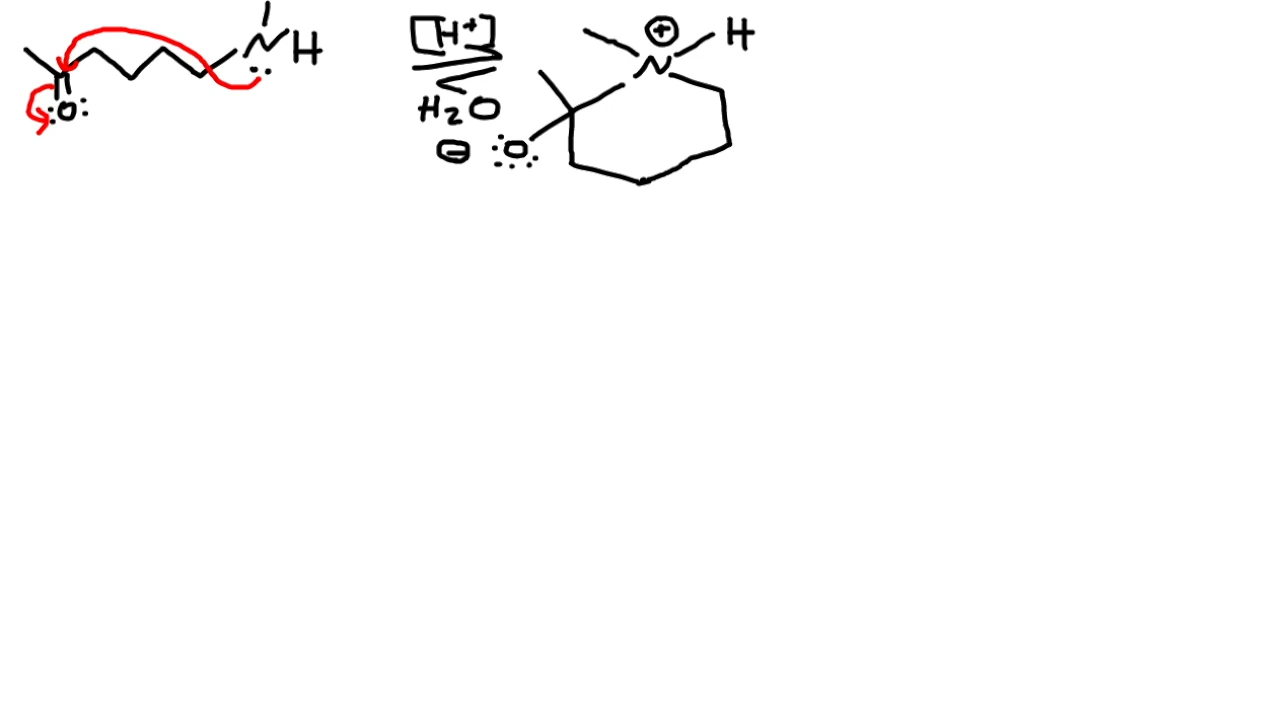 N H
:O:
[H+]
H2O
⊕
N H
⊖ O